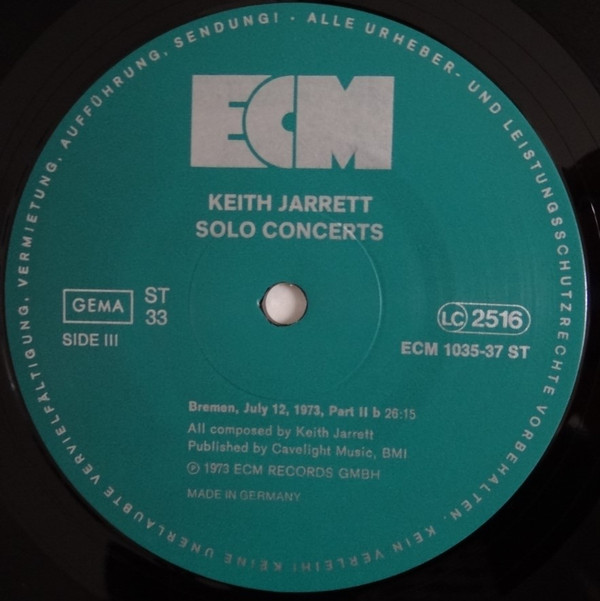 ALLE URHEBER- UND LEISTUNGSSCHUTZRECHTE VORBEHALTEN. KEIN VERLEIH! KEINE UNERLAUBTE VERVIELFÄLTIGUNG, VERMIETUNG, AUFFÜHRUNG, SENDUNG! ·
ECM
KEITH JARRETT
SOLO CONCERTS
GEMA
ST
33
SIDE III
LC 2516
ECM 1035-37 ST
Bremen, July 12, 1973, Part II b 26:15
All composed by Keith Jarrett
Published by Cavelight Music, BMI
Ⓟ 1973 ECM RECORDS GMBH
MADE IN GERMANY